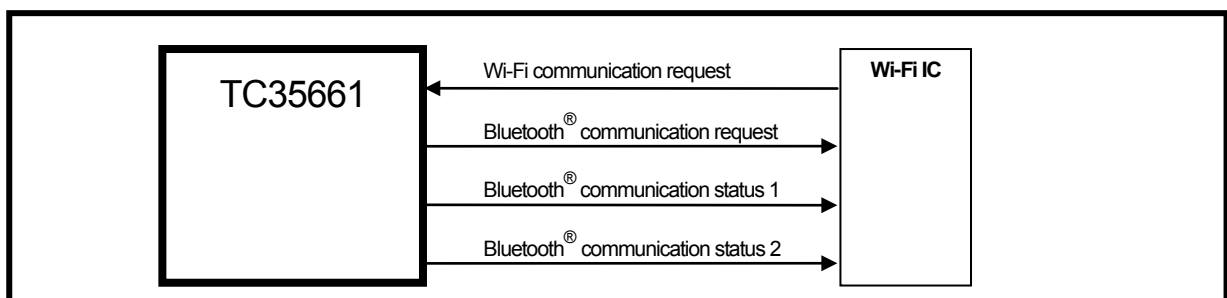 TC35661
Wi-Fi communication request
Wi-Fi IC
Bluetooth® communication request
Bluetooth® communication status 1
Bluetooth® communication status 2